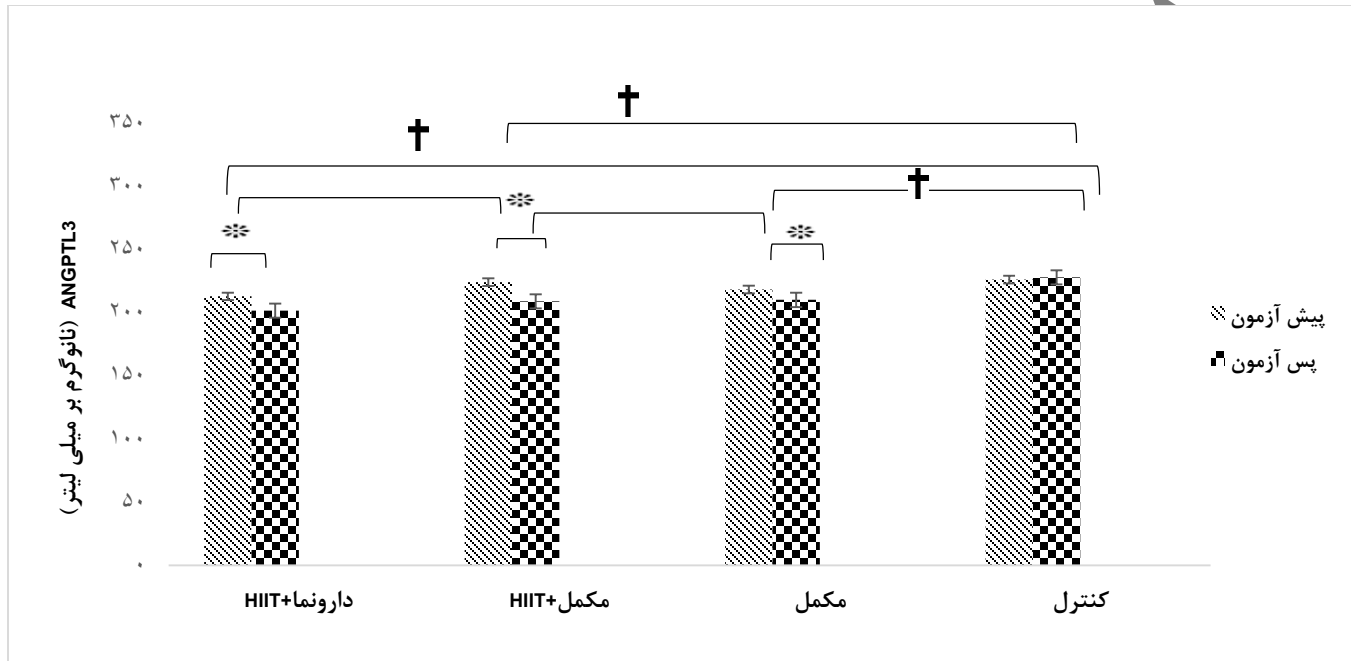 †
†
†
❊
❊
❊
۳۵۰
۳۰۰
۲۵۰
۲۰۰
۱۵۰
۱۰۰
۵۰
۰
ANGPTL3 (نانوگرم بر میلی لیتر)
پیش آزمون
پس آزمون
دارونما+HIIT
مکمل+HIIT
مکمل
کنترل